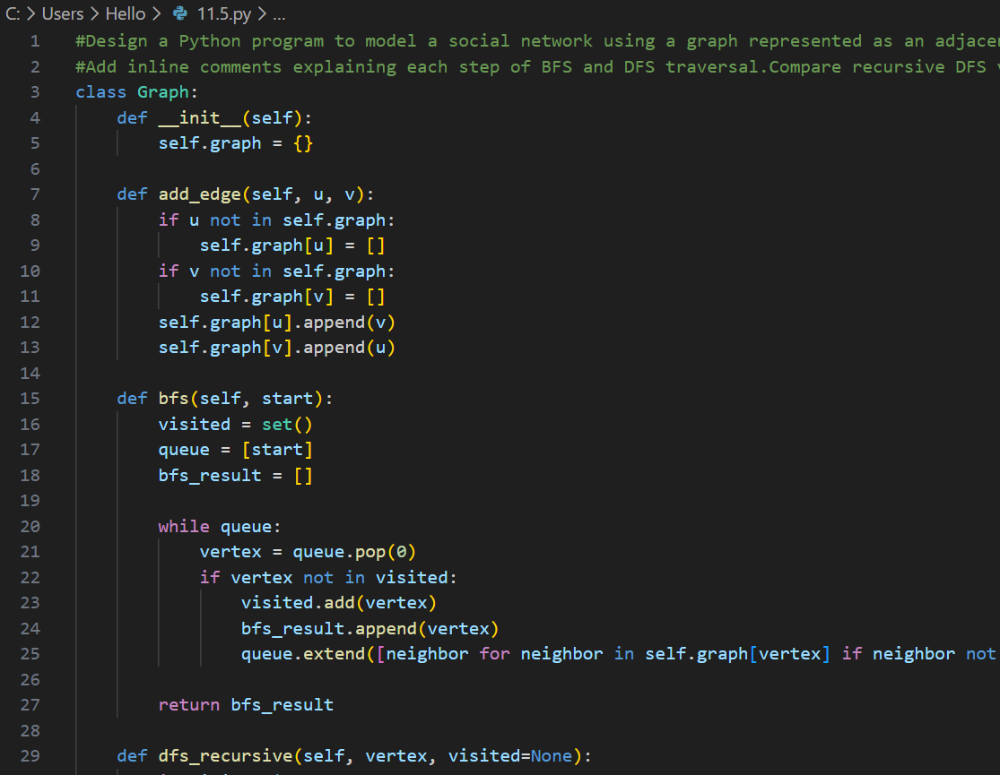 C: > Users > Hello > 11.5.py > ...
1 #Design a Python program to model a social network using a graph represented as an
2 #Add inline comments explaining each step of BFS and DFS traversal.Compare recursive DFS
3 class Graph:
4     def __init__(self):
5         self.graph = {}
6
7     def add_edge(self, u, v):
8         if u not in self.graph:
9             self.graph[u] = []
10         if v not in self.graph:
11             self.graph[v] = []
12         self.graph[u].append(v)
13         self.graph[v].append(u)
14
15     def bfs(self, start):
16         visited = set()
17         queue = [start]
18         bfs_result = []
19
20         while queue:
21             vertex = queue.pop(0)
22             if vertex not in visited:
23                 visited.add(vertex)
24                 bfs_result.append(vertex)
25                 queue.extend([neighbor for neighbor in self.graph[vertex] if neighbor not
26
27         return bfs_result
28
29     def dfs_recursive(self, vertex, visited=None):